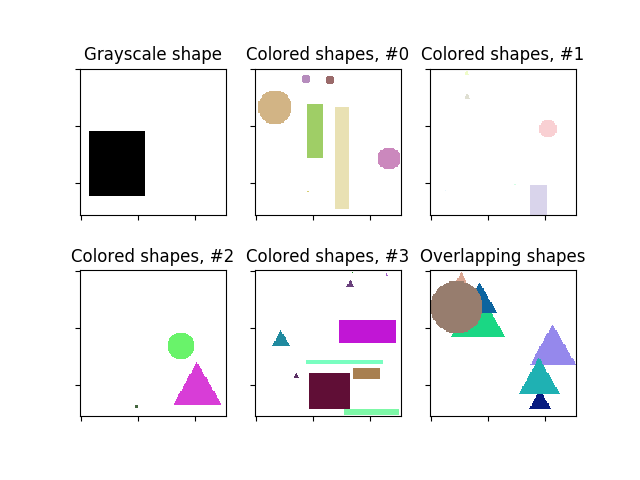 Grayscale shape
Colored shapes, #0
Colored shapes, #1
Colored shapes, #2
Colored shapes, #3
Overlapping shapes